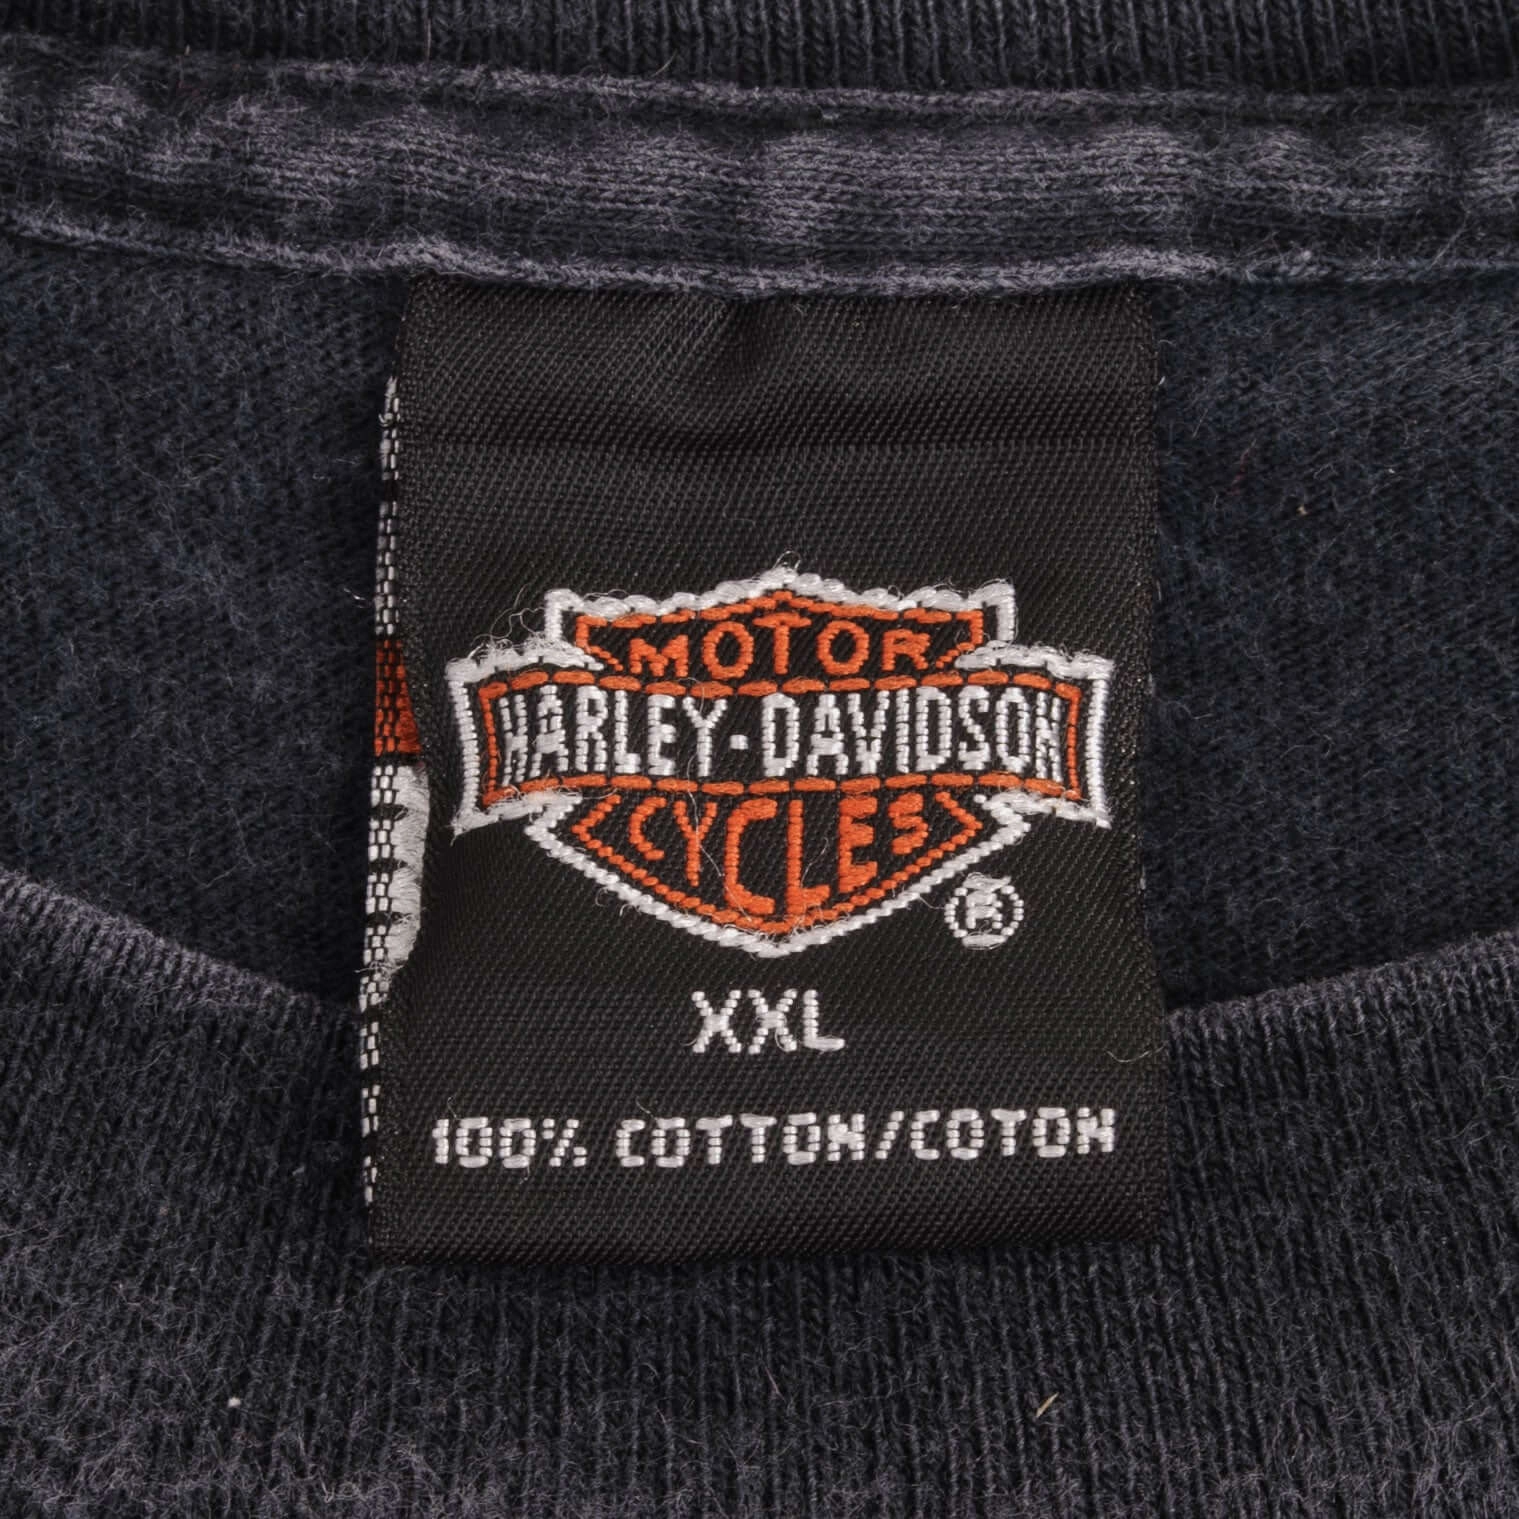 MOTOR
HARLEY-DAVIDSON
CYCLES
®
XXL
100% COTTON/COTON